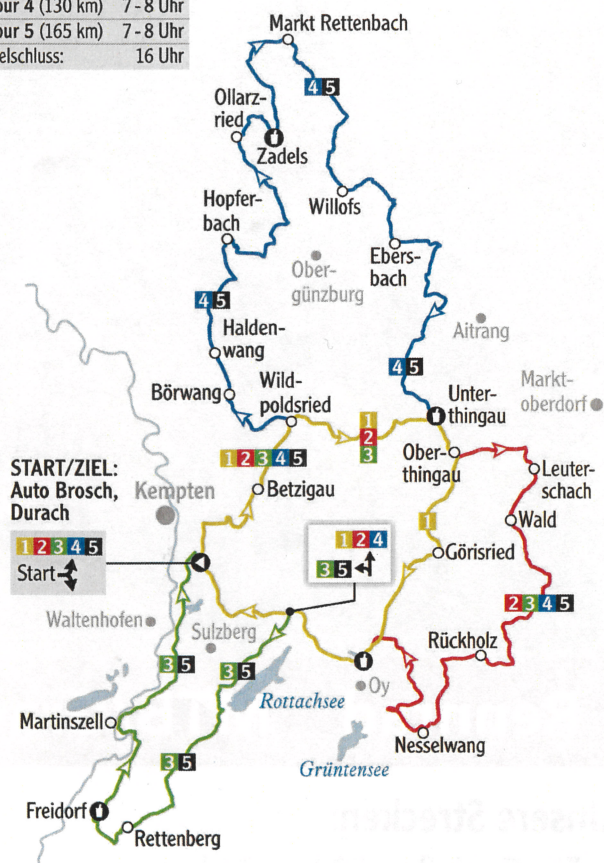 our 4 (130 km) 7 - 8 Uhr
our 5 (165 km) 7 - 8 Uhr
elschluss: 16 Uhr
Markt Rettenbach
4 5
Ollarz-
ried
Zadels
Willofs
Hopfer-
bach
Ober-
günzburg
Ebers-
bach
4 5
Aitrang
Halden-
wang
4 5
Markt-
oberdorf
Börwang
Wild-
poldsried
Unter-
thingau
1
2
3
Ober-
thingau
1 2 3 4 5
Leuter-
schach
START/ZIEL:
Auto Brosch,
Durach
1 2 3 4 5
Start
Kempten
Betzigau
Wald
1
Görisried
1 2 4
3 5
2 3 4 5
Waltenhofen
Sulzberg
Rückholz
3 5
3 5
Oy
Rottachsee
Martinszell
Nesselwang
3 5
Grüntensee
Freidorf
Rettenberg